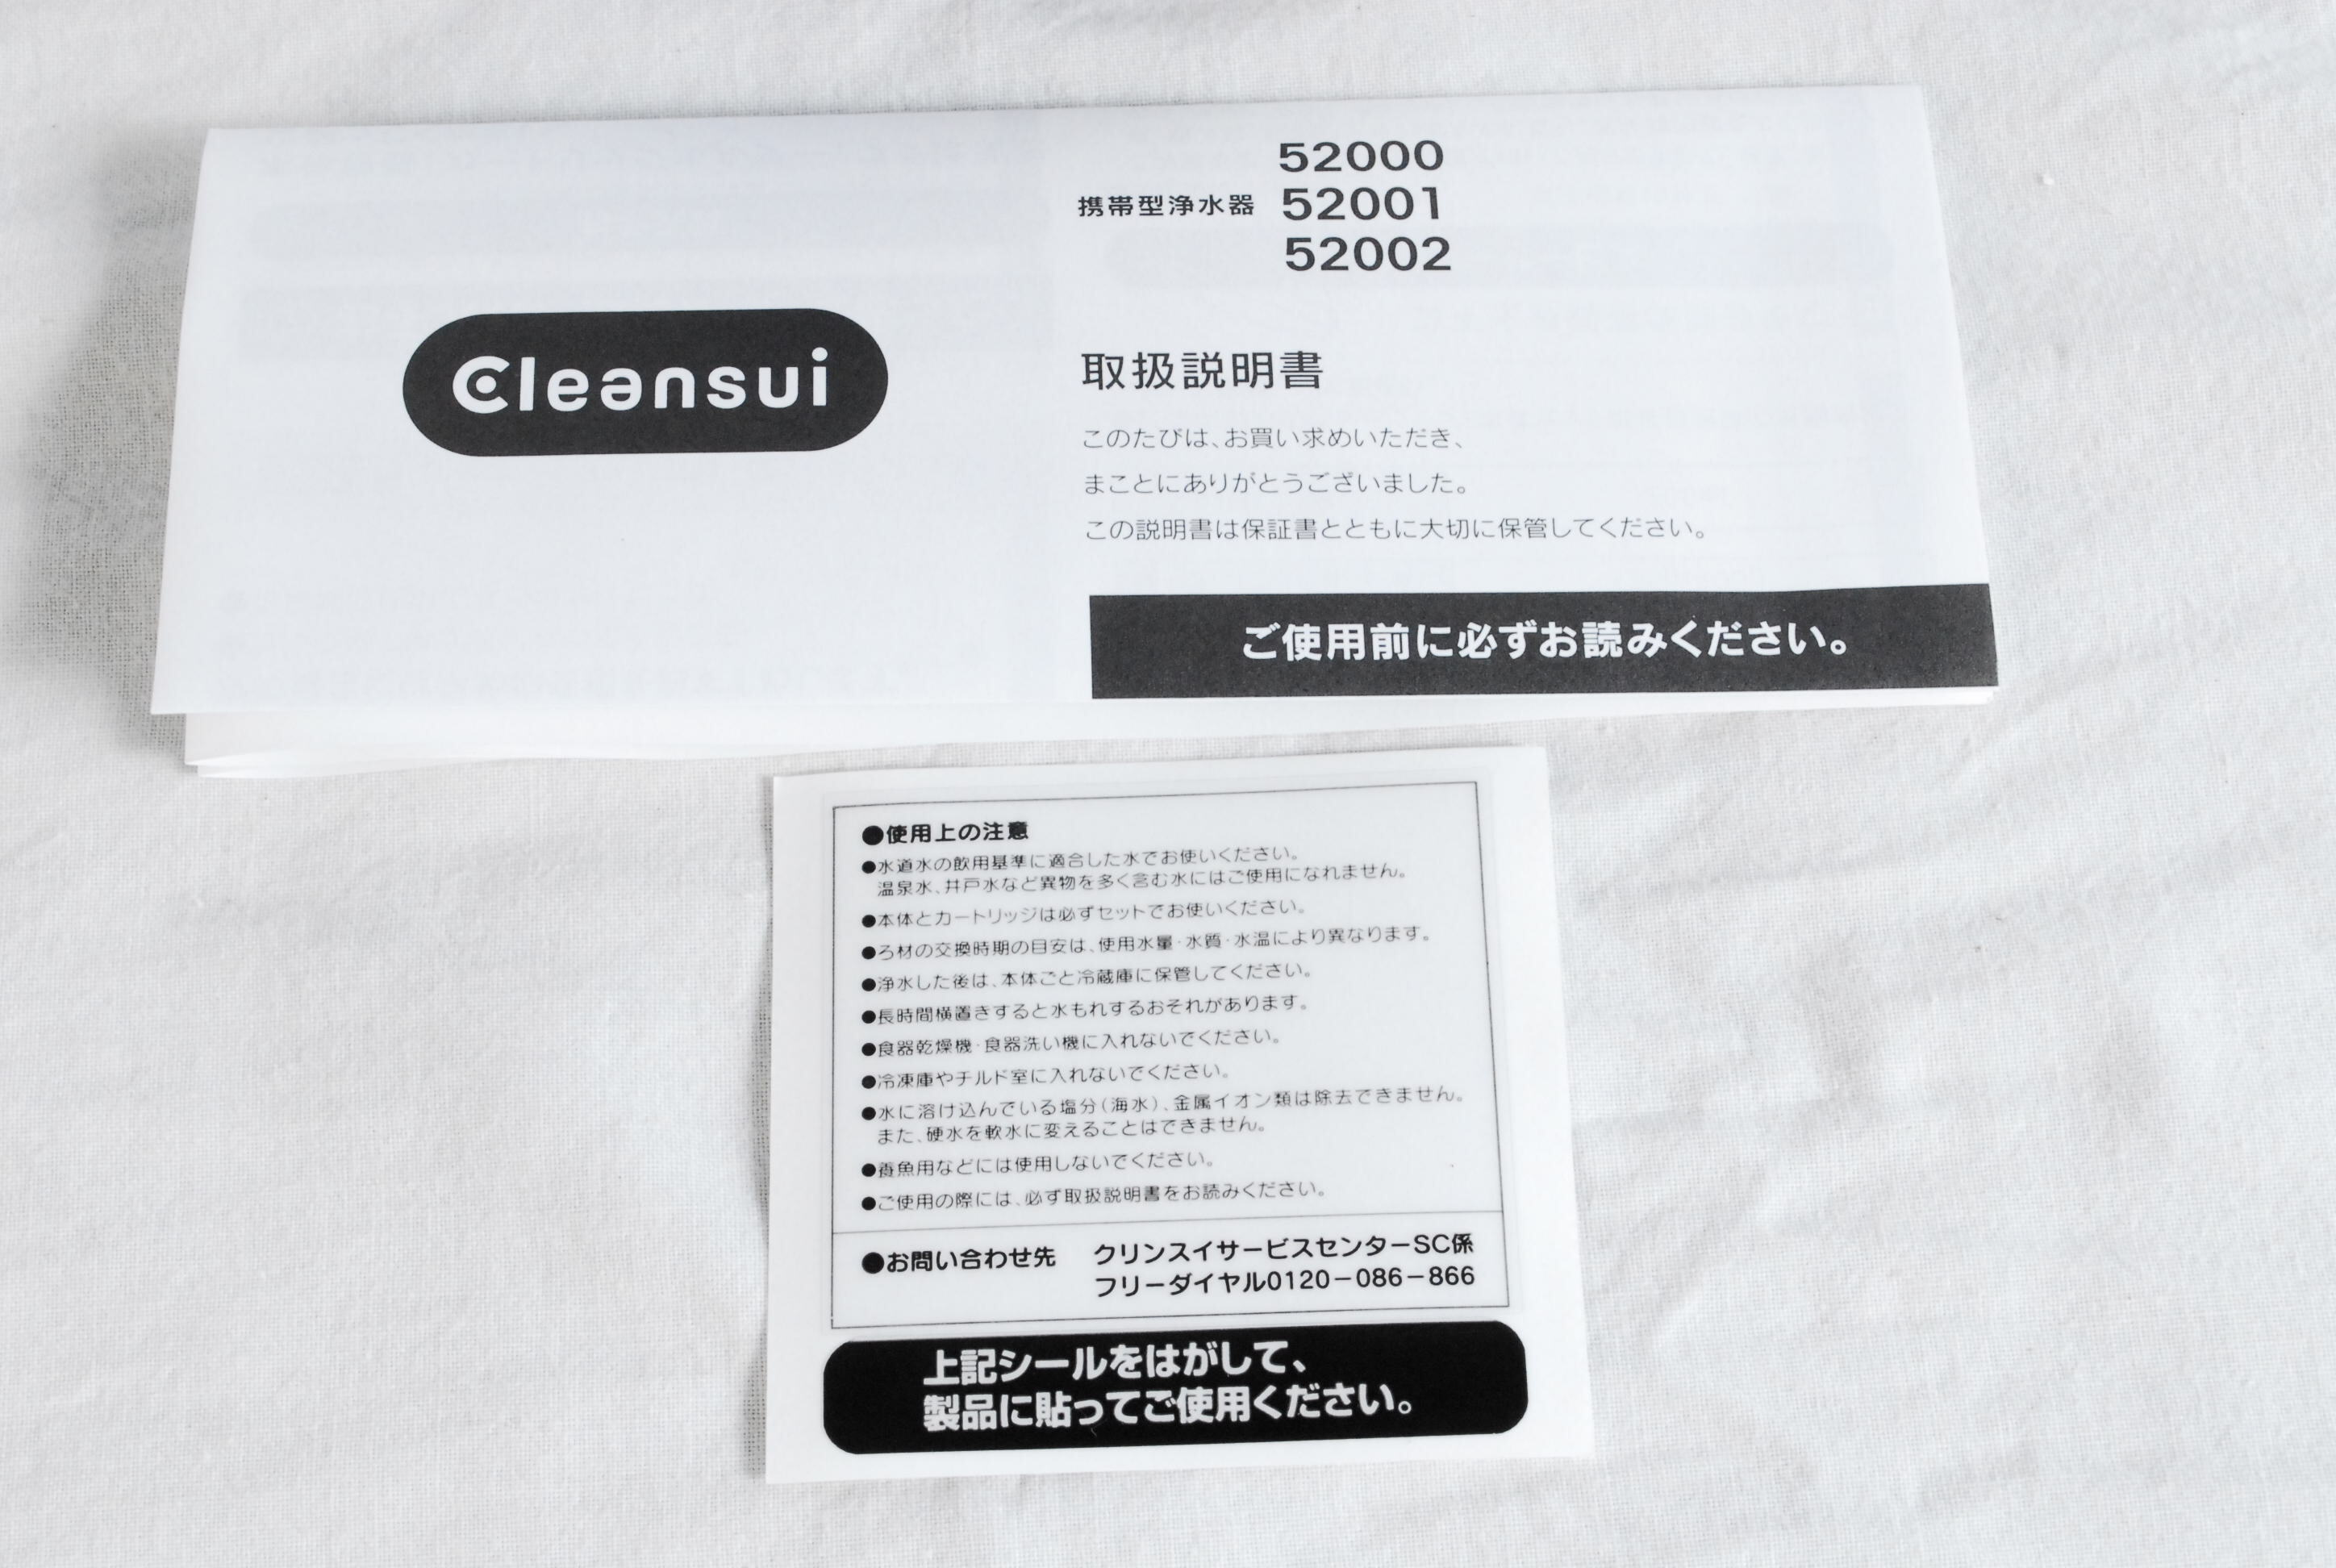 Cleansui
52000
携帯型浄水器 52001
52002
取扱説明書
このたびは、お買い求めいただき、
まことにありがとうございました。
この説明書は保証書とともに大切に保管してください。
ご使用前に必ずお読みください。
●使用上の注意
●水道水の飲用基準に適合した水でお使いください。
温泉水、井戸水など異物を多く含む水にはご使用になれません。
●本体とカートリッジは必ずセットでお使いください。
●ろ材の交換時期の目安は、使用水量・水質・水温により異なります。
●浄水した後は、本体ごと冷蔵庫に保管してください。
●長時間横置きすると水もれするおそれがあります。
●食器乾燥機・食器洗い機に入れないでください。
●冷凍庫やチルド室に入れないでください。
●水に溶け込んでいる塩分(海水)、金属イオン類は除去できません。
また、硬水を軟水に変えることはできません。
●養魚用などには使用しないでください。
●ご使用の際には、必ず取扱説明書をお読みください。
●お問い合わせ先 クリンスイサービスセンターSC係
フリーダイヤル0120-086-866
上記シールをはがして、
製品に貼ってご使用ください。